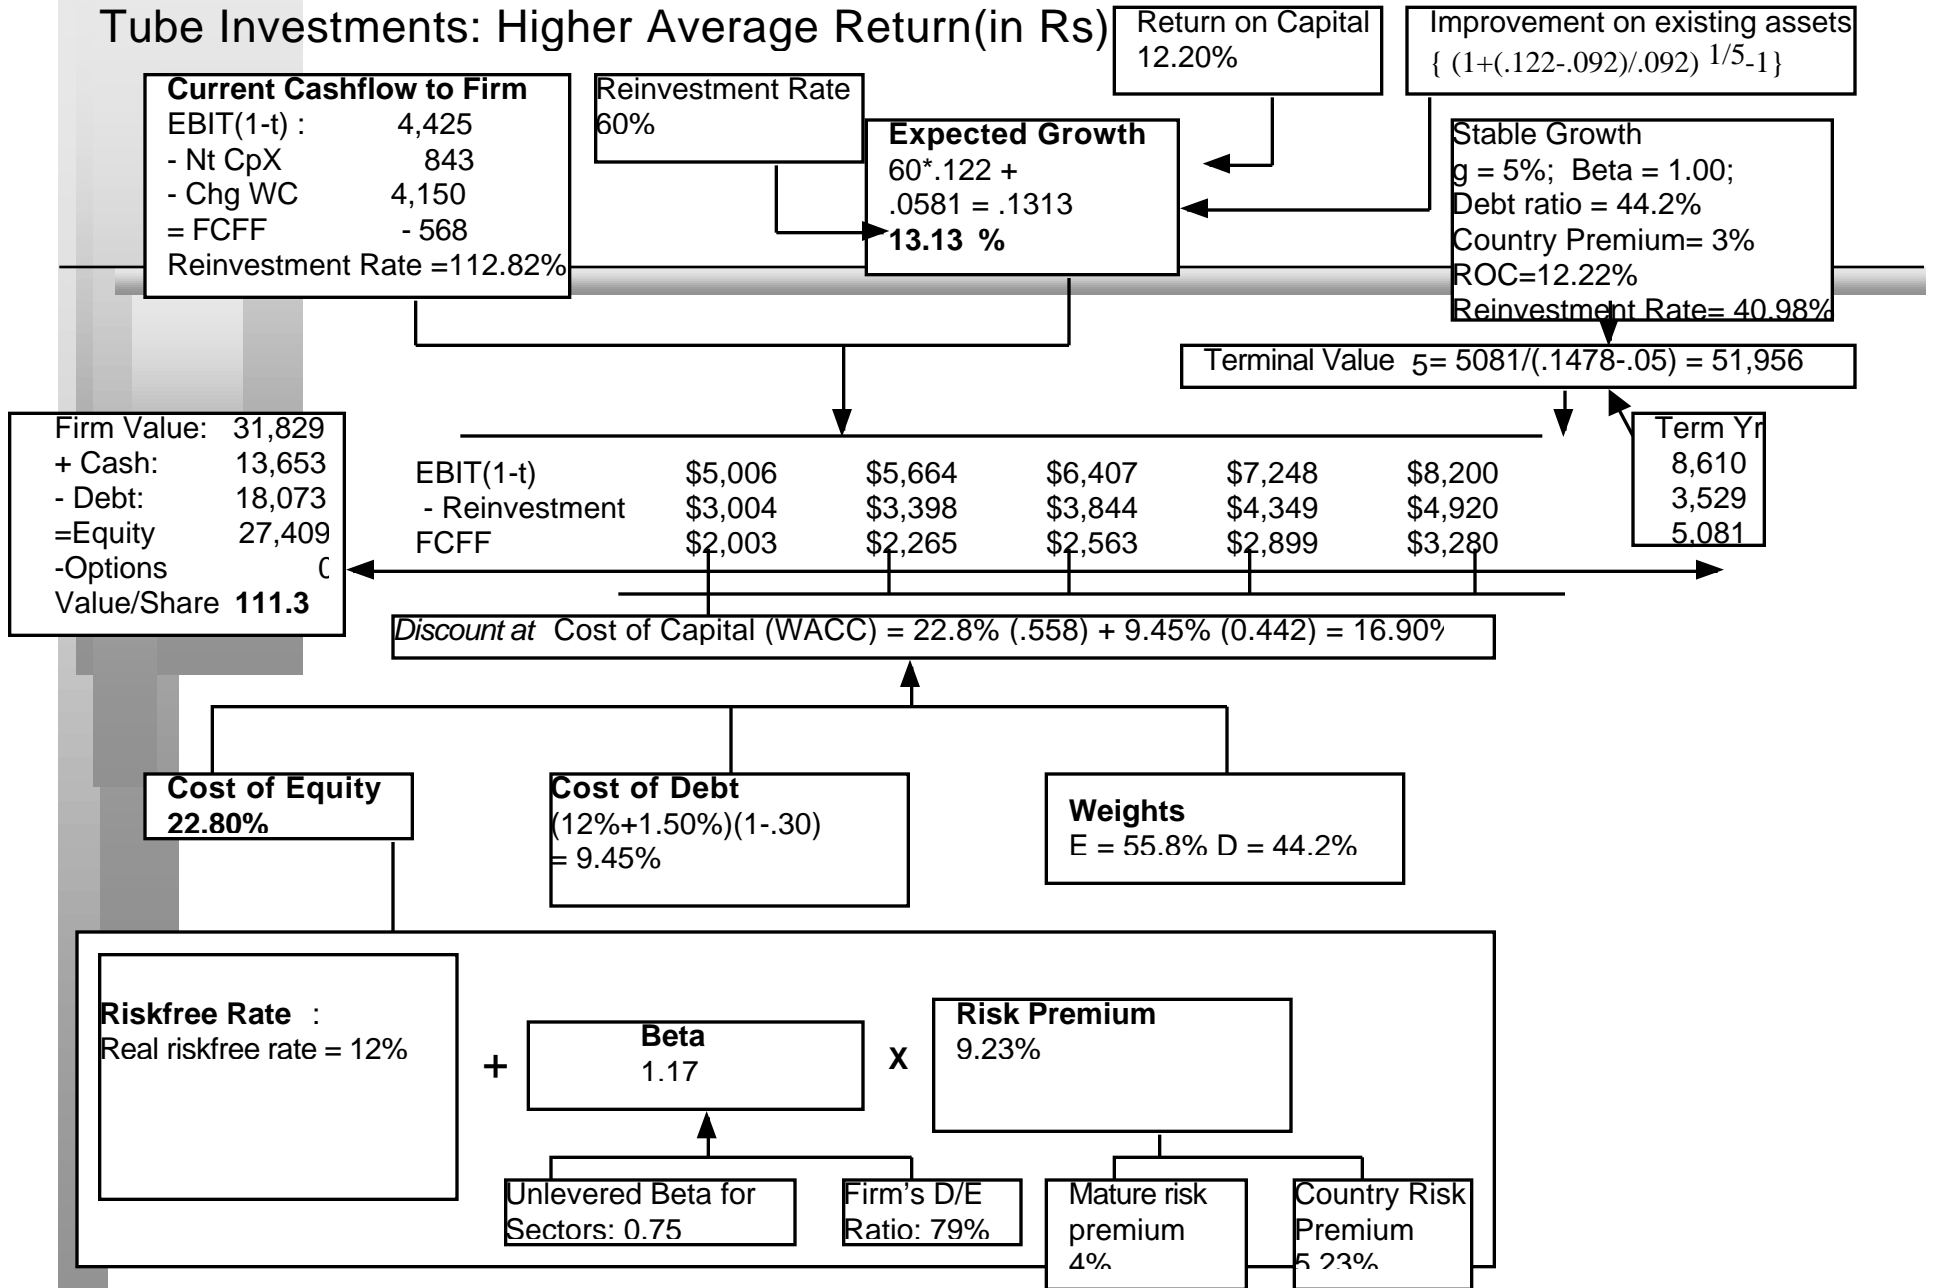 Tube Investments: Higher Average Return(in Rs)
Return on Capital
12.20%
Improvement on existing assets
{ (1+(.122-.092)/.092) 1/5-1}
Current Cashflow to Firm
EBIT(1-t) : 4,425
- Nt CpX 843
- Chg WC 4,150
= FCFF - 568
Reinvestment Rate =112.82%
Reinvestment Rate
60%
Expected Growth
60*.122 +
.0581 = .1313
13.13 %
Stable Growth
g = 5%; Beta = 1.00;
Debt ratio = 44.2%
Country Premium= 3%
ROC=12.22%
Reinvestment Rate= 40.98%
Terminal Value 5= 5081/(.1478-.05) = 51,956
Firm Value: 31,829
+ Cash: 13,653
- Debt: 18,073
=Equity 27,409
-Options 0
Value/Share 111.3
EBIT(1-t) $5,006 $5,664 $6,407 $7,248 $8,200
- Reinvestment $3,004 $3,398 $3,844 $4,349 $4,920
FCFF $2,003 $2,265 $2,563 $2,899 $3,280
Term Yr
8,610
3,529
5,081
Discount at Cost of Capital (WACC) = 22.8% (.558) + 9.45% (0.442) = 16.90%
Cost of Equity
22.80%
Cost of Debt
(12%+1.50%)(1-.30)
= 9.45%
Weights
E = 55.8% D = 44.2%
Riskfree Rate :
Real riskfree rate = 12%
+
Beta
1.17
X
Risk Premium
9.23%
Unlevered Beta for
Sectors: 0.75
Firm's D/E
Ratio: 79%
Mature risk
premium
4%
Country Risk
Premium
5.23%